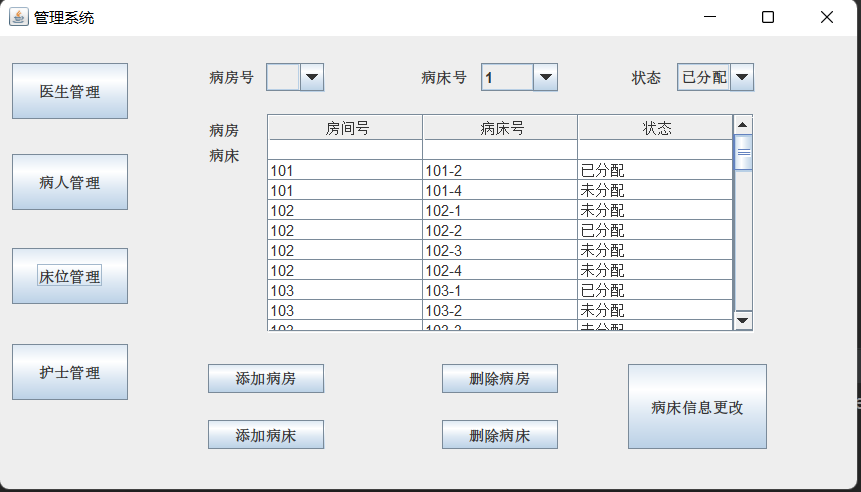 管理系统
医生管理
病人管理
床位管理
护士管理
病房号
病床号 1
状态 已分配
病房
病床
房间号 病床号 状态
101 101-2 已分配
101 101-4 未分配
102 102-1 未分配
102 102-2 已分配
102 102-3 未分配
102 102-4 未分配
103 103-1 已分配
103 103-2 未分配
103 103-3 未分配
添加病房 删除病房
病床信息更改
添加病床 删除病床